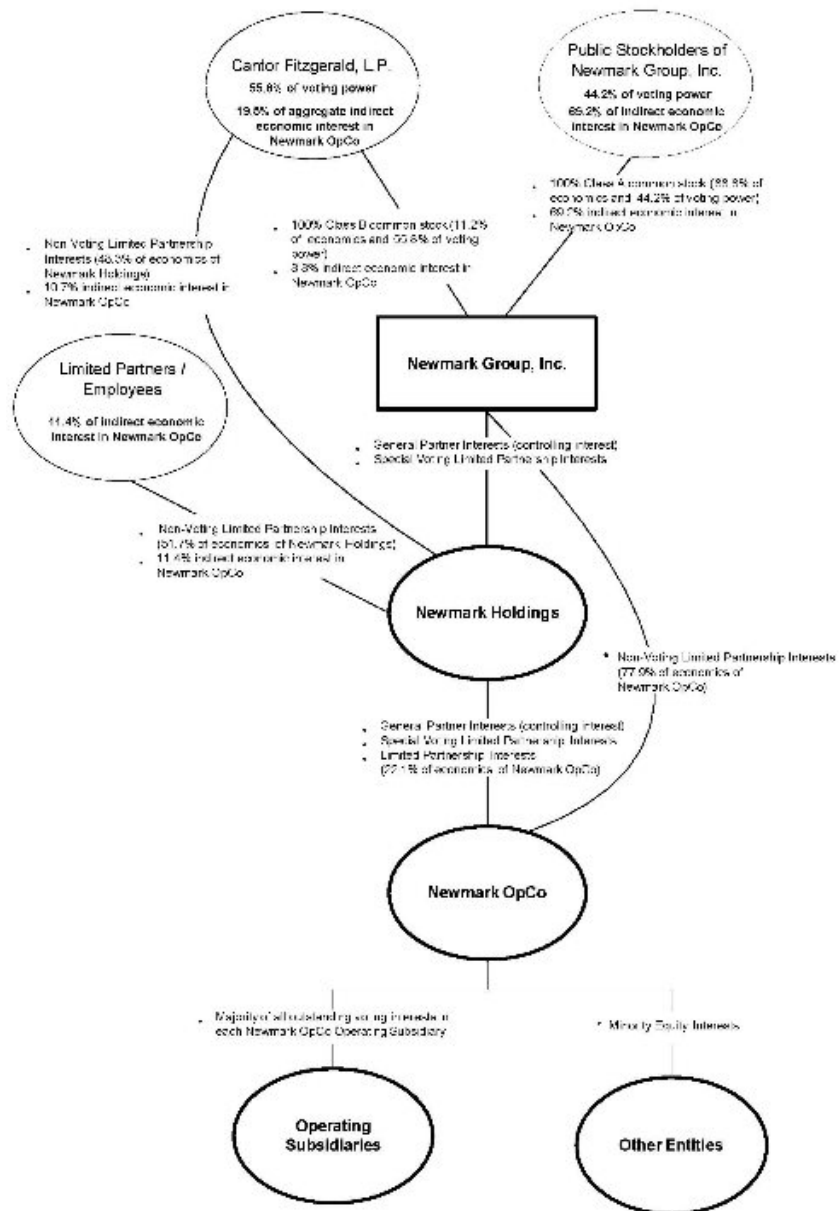 Cantor Fitzgerald, L.P.
55.8% of voting power
19.5% of aggregate indirect
economic interest in
Newmark OpCo
Public Stockholders of
Newmark Group, Inc.
44.2% of voting power
69.2% of indirect economic
interest in Newmark OpCo
100% Class A common stock (88.8% of
economics and 44.2% of voting power)
69.2% indirect economic interest in
Newmark OpCo
100% Class B common stock (11.2%
of economics and 55.8% of voting
power)
8.8% indirect economic interest in
Newmark OpCo
Non-Voting Limited Partnership
Interests (48.3% of economics of
Newmark Holdings)
10.7% indirect economic interest in
Newmark OpCo
Newmark Group, Inc.
Limited Partners /
Employees
11.4% of indirect economic
interest in Newmark OpCo
General Partner Interests (controlling interest)
Special Voting Limited Partnership Interests
Non-Voting Limited Partnership Interests
(51.7% of economics of Newmark Holdings)
11.4% indirect economic interest in
Newmark OpCo
Newmark Holdings
Non-Voting Limited Partnership Interests
(77.9% of economics of
Newmark OpCo)
General Partner Interests (controlling interest)
Special Voting Limited Partnership Interests
Limited Partnership Interests
(22.1% of economics of Newmark OpCo)
Newmark OpCo
Majority of all outstanding voting interests in
each Newmark OpCo Operating Subsidiary
Minority Equity Interests
Operating
Subsidiaries
Other Entities